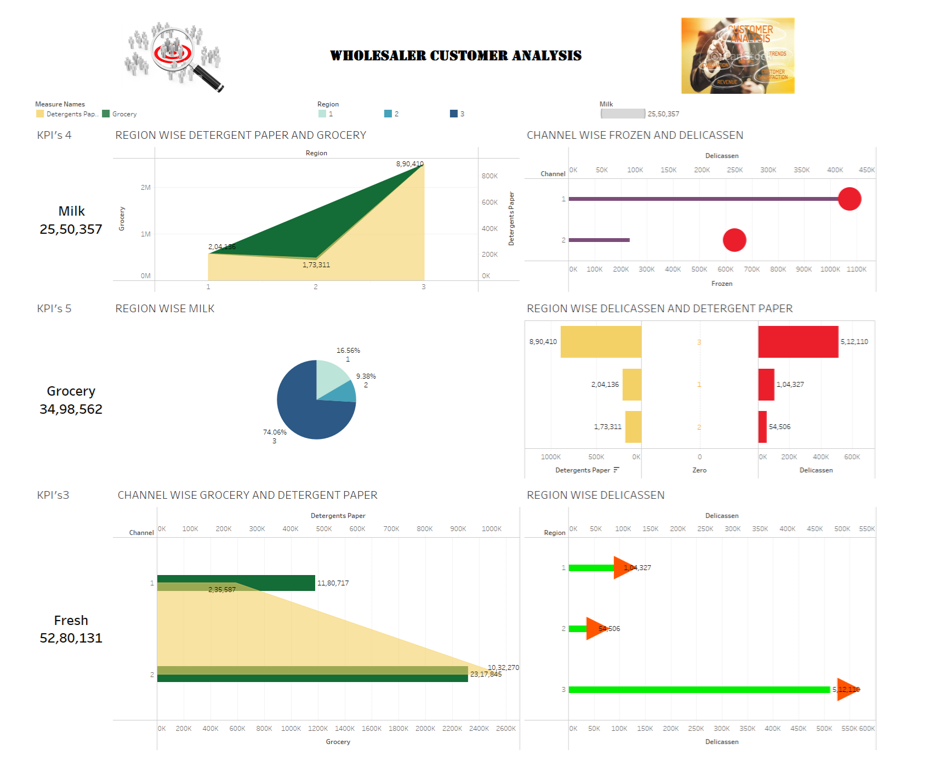 WHOLESALER CUSTOMER ANALYSIS
CUSTOMER
ANALYSIS
TRENDS
REVENUE
Measure Names
Detergents Pap.. Grocery
Region
1 2 3
Milk
25,50,357
KPI's 4
REGION WISE DETERGENT PAPER AND GROCERY
CHANNEL WISE FROZEN AND DELICASSEN
Milk
25,50,357
Region
8,90,410
2M
1M
0M
Grocery
2,04,136
1,73,311
800K
600K
400K
200K
0K
Detergents Paper
1 2 3
Delicassen
Channel
0K 50K 100K 150K 200K 250K 300K 350K 400K 450K
1
2
0K 100K 200K 300K 400K 500K 600K 700K 800K 900K 1000K 1100K
Frozen
KPI's 5
REGION WISE MILK
REGION WISE DELICASSEN AND DETERGENT PAPER
Grocery
34,98,562
16.56%
1
9.38%
2
74.06%
3
8,90,410 3 5,12,110
2,04,136 1 1,04,327
1,73,311 2 54,506
1000K 500K 0K 0 0K 200K 400K 600K
Detergents Paper Zero Delicassen
KPI's3
CHANNEL WISE GROCERY AND DETERGENT PAPER
REGION WISE DELICASSEN
Fresh
52,80,131
Detergents Paper
Channel
0K 100K 200K 300K 400K 500K 600K 700K 800K 900K 1000K
1
11,80,717
2,35,587
2
10,32,270
23,17,845
0K 200K 400K 600K 800K 1000K 1200K 1400K 1600K 1800K 2000K 2200K 2400K 2600K
Grocery
Delicassen
Region
0K 50K 100K 150K 200K 250K 300K 350K 400K 450K 500K 550K
1 1,04,327
2 54,506
3 5,12,110
0K 50K 100K 150K 200K 250K 300K 350K 400K 450K 500K 550K 600K
Delicassen